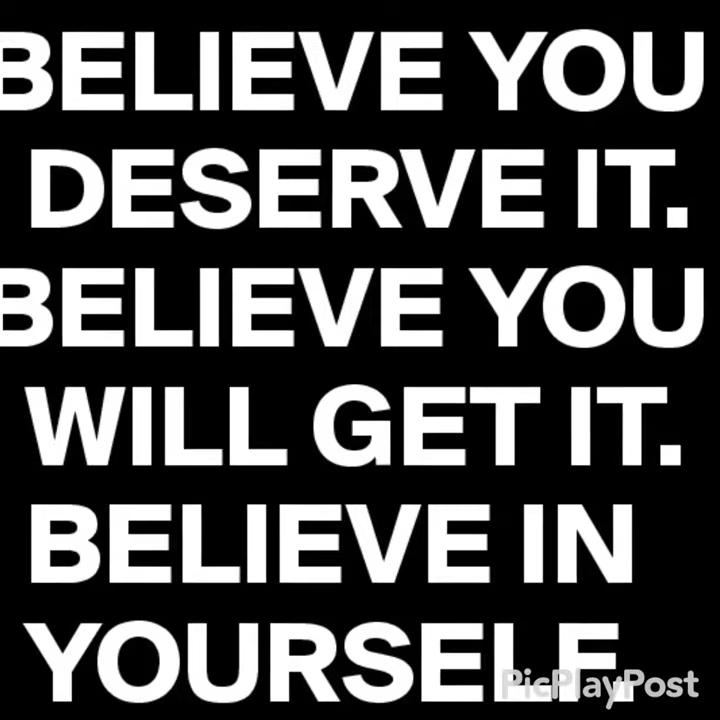 BELIEVE YOU
DESERVE IT.
BELIEVE YOU
WILL GET IT.
BELIEVE IN
YOURSELF.
PicPlayPost